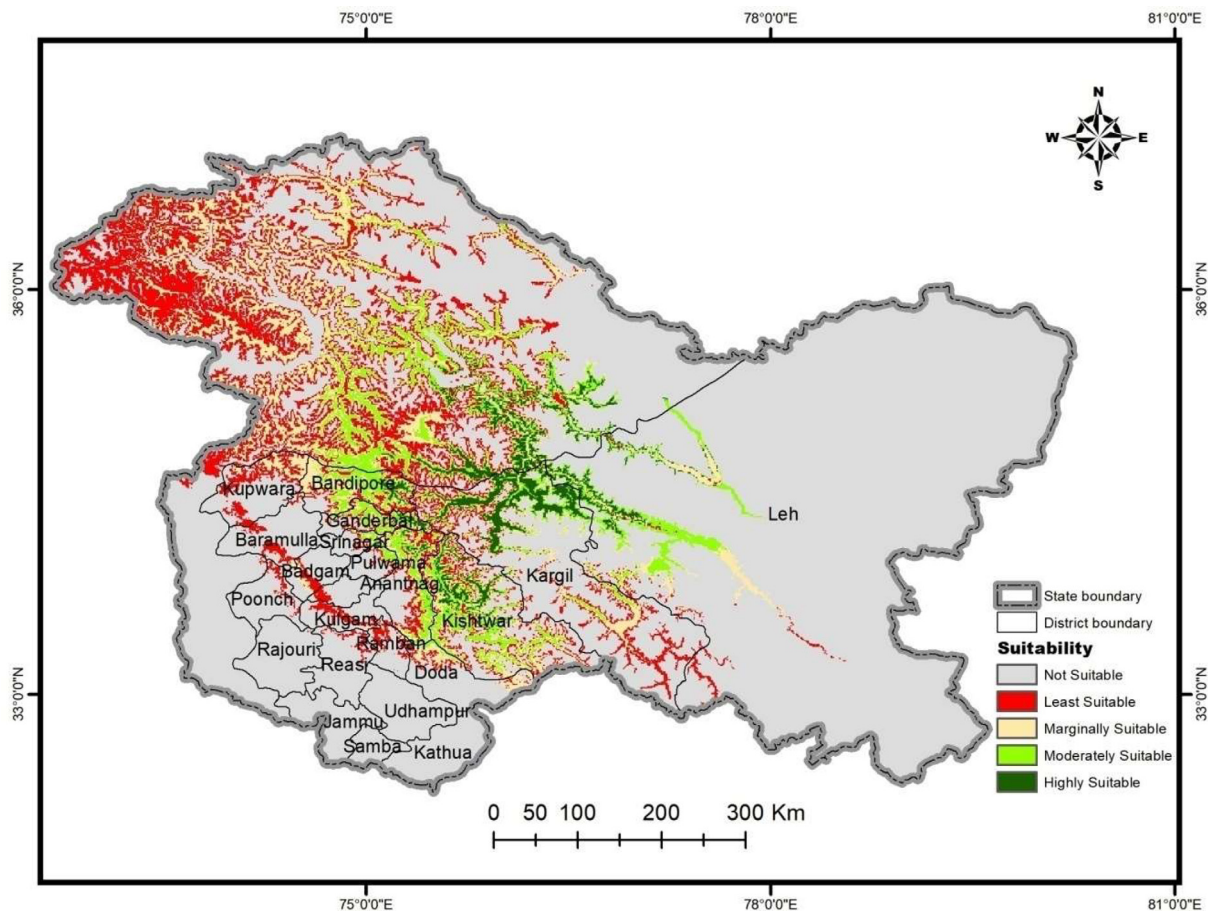 75°0'0"E 78°0'0"E 81°0'0"E
N
W E
S
36°0'0"N 36°0'0"N
Kupwara
Bandipore
Leh
Ganderbal
Baramulla Srinagar
Pulwama
Badgam
Anantnag
Kargil
Poonch
Kulgam
Kishtwar
Ramban
Rajouri
Reasi
Doda
33°0'0"N 33°0'0"N
Udhampur
Jammu
Samba
Kathua
State boundary
District boundary
Suitability
Not Suitable
Least Suitable
Marginally Suitable
Moderately Suitable
Highly Suitable
0 50 100 200 300 Km
75°0'0"E 78°0'0"E 81°0'0"E